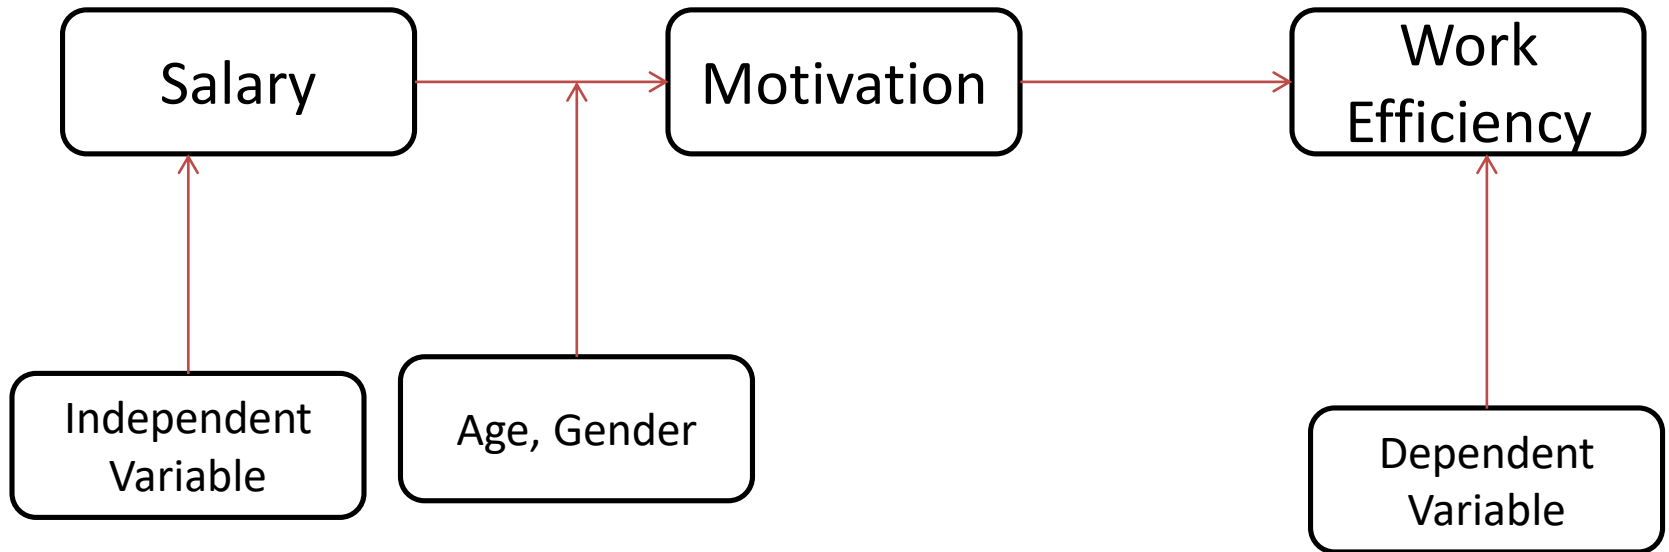 Salary
Motivation
Work
Efficiency
Independent
Variable
Age, Gender
Dependent
Variable